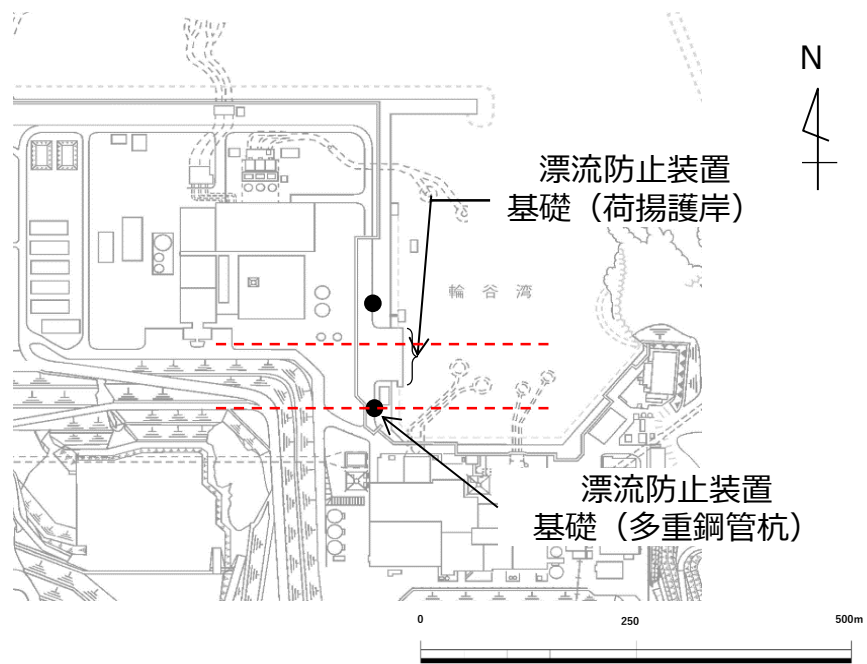 N
漂流防止装置
基礎（荷揚護岸）
輪谷湾
漂流防止装置
基礎（多重鋼管杭）
0 250 500m